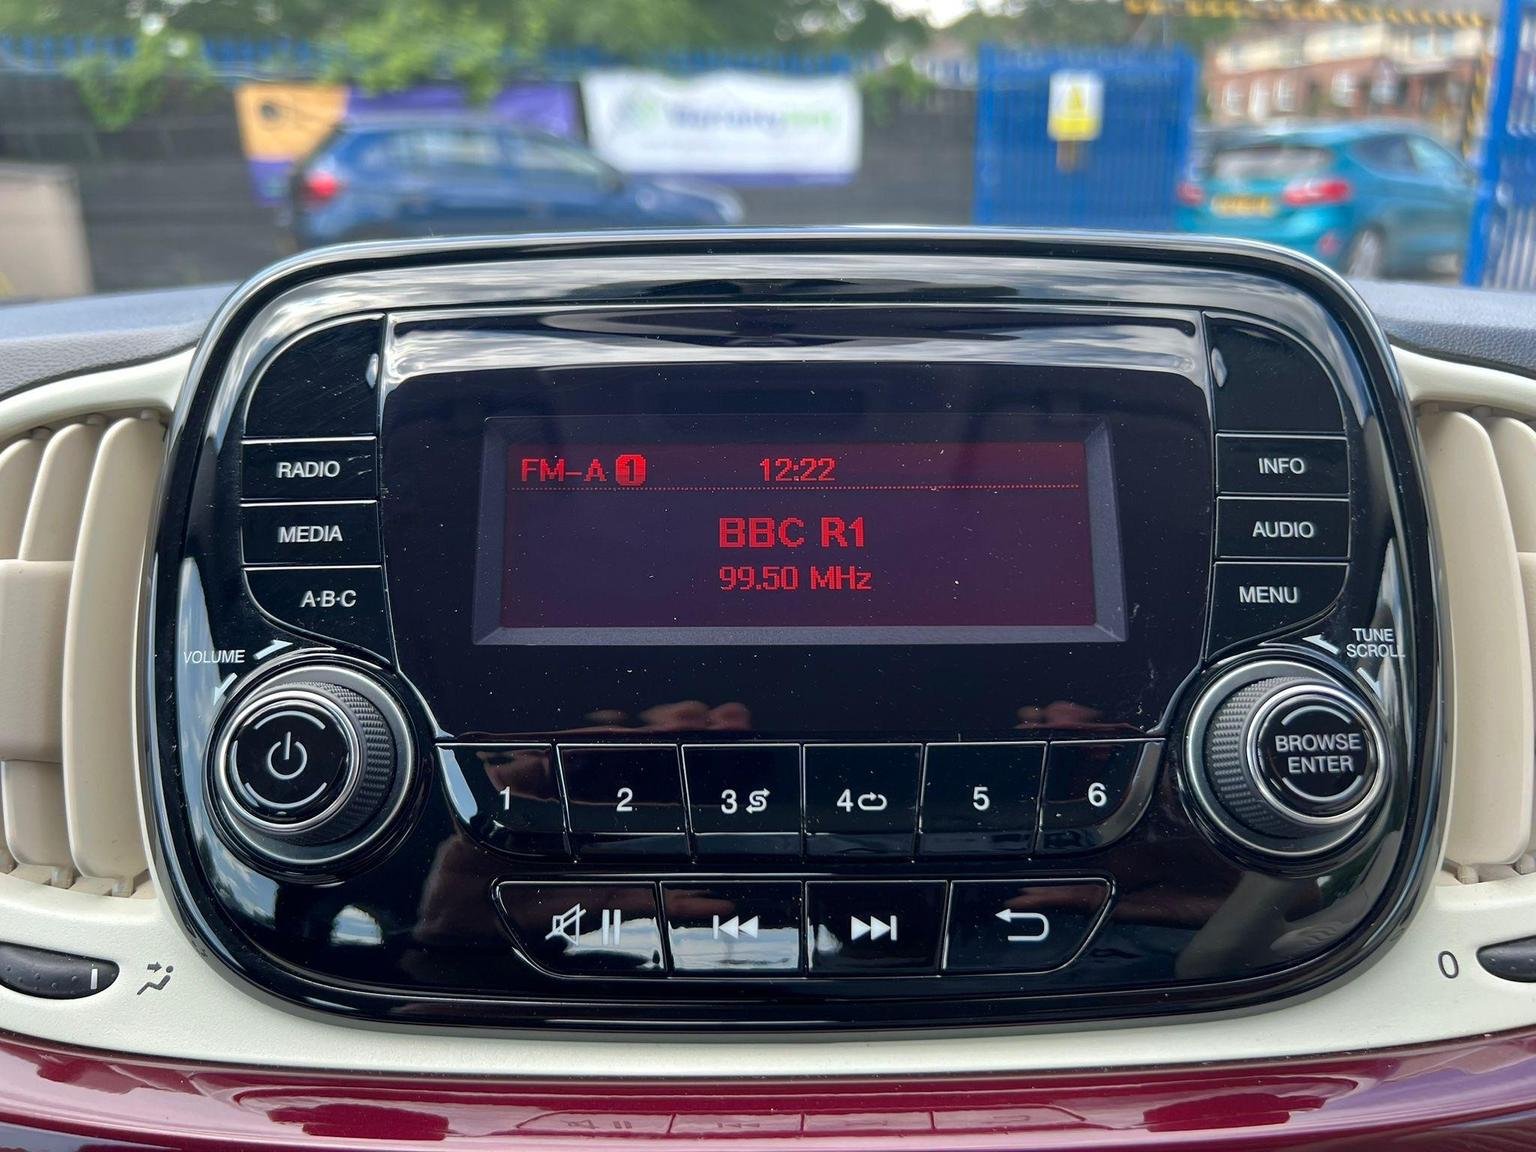 FM-A 1 12:22
BBC R1
99.50 MHz
RADIO
MEDIA
A·B·C
INFO
AUDIO
MENU
VOLUME
TUNE
SCROLL
BROWSE
ENTER
1 2 3 4 5 6
0